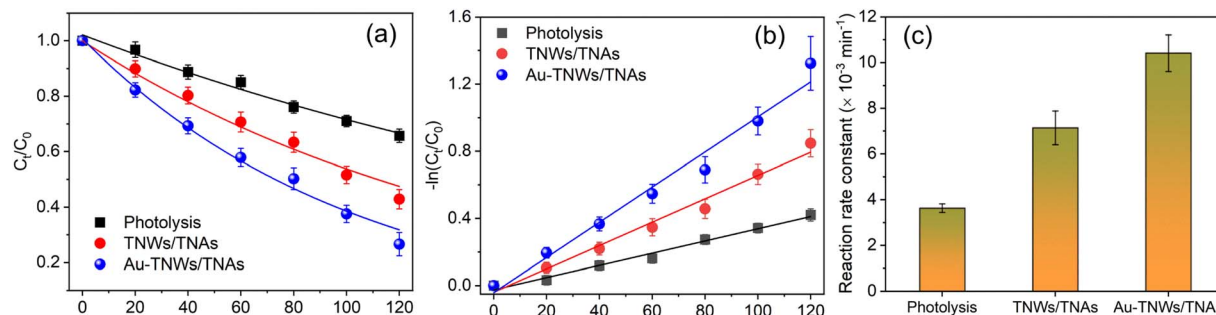 (a)
C_t/C_0
1.0
0.8
0.6
0.4
0.2
Photolysis
TNWs/TNAs
Au-TNWs/TNAs
0 20 40 60 80 100 120
(b)
-ln(C_t/C_0)
1.6
1.2
0.8
0.4
0.0
Photolysis
TNWs/TNAs
Au-TNWs/TNAs
0 20 40 60 80 100 120
(c)
Reaction rate constant (× 10⁻³ min⁻¹)
12
10
8
6
4
2
0
Photolysis TNWs/TNAs Au-TNWs/TNA